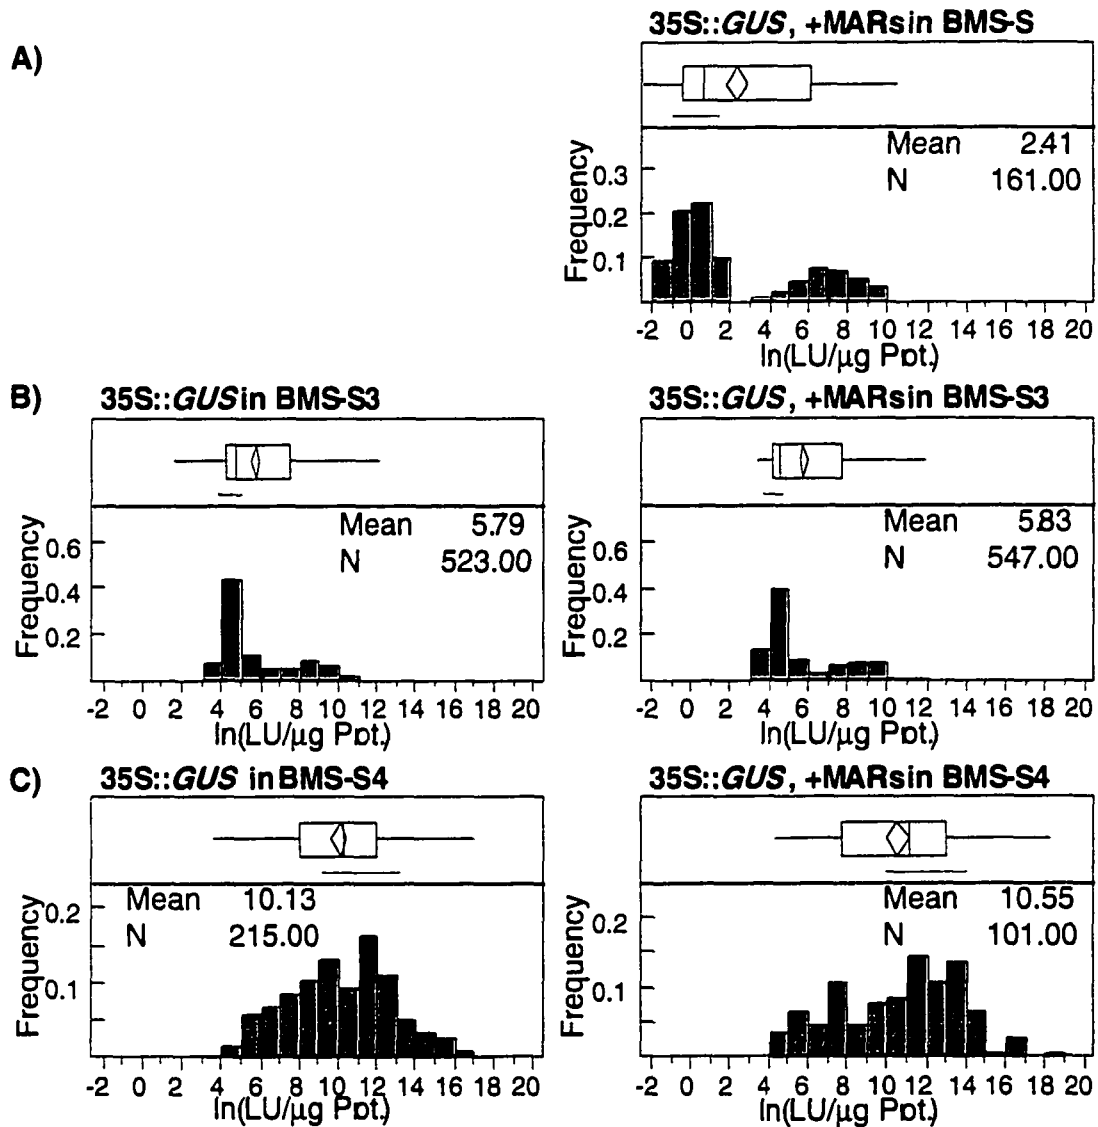 A)
35S::GUS, +MARsin BMS-S
Mean 2.41
N 161.00
Frequency
0.3
0.2
0.1
-2 0 2 4 6 8 10 12 14 16 18 20
ln(LU/µg Ppt.)
B)
35S::GUS in BMS-S3
Mean 5.79
N 523.00
Frequency
0.6
0.4
0.2
-2 0 2 4 6 8 10 12 14 16 18 20
ln(LU/µg Ppt.)
35S::GUS, +MARsin BMS-S3
Mean 5.83
N 547.00
Frequency
0.6
0.4
0.2
-2 0 2 4 6 8 10 12 14 16 18 20
ln(LU/µg Ppt.)
C)
35S::GUS in BMS-S4
Mean 10.13
N 215.00
Frequency
0.2
0.1
-2 0 2 4 6 8 10 12 14 16 18 20
ln(LU/µg Ppt.)
35S::GUS, +MARsin BMS-S4
Mean 10.55
N 101.00
Frequency
0.2
0.1
-2 0 2 4 6 8 10 12 14 16 18 20
ln(LU/µg Ppt.)